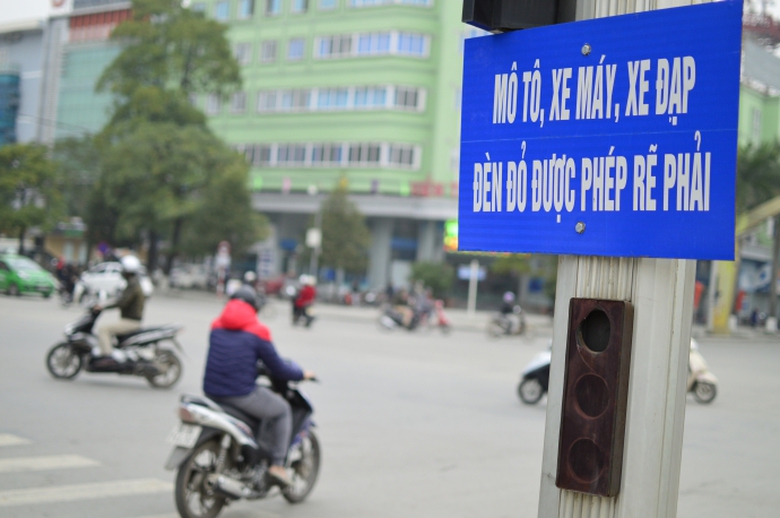 MÔ TÔ, XE MÁY, XE ĐẠP
ĐÈN ĐỎ ĐƯỢC PHÉP RẼ PHẢI